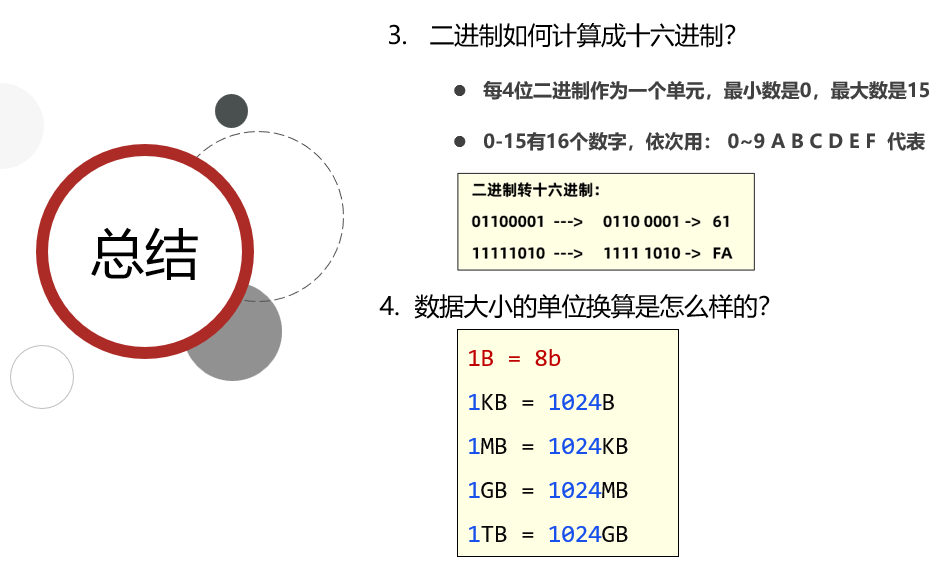 总结
3. 二进制如何计算成十六进制?
● 每4位二进制作为一个单元，最小数是0，最大数是15
● 0-15有16个数字，依次用： 0~9 A B C D E F 代表
二进制转十六进制：
01100001 ---> 0110 0001 -> 61
11111010 ---> 1111 1010 -> FA
4. 数据大小的单位换算是怎么样的?
1B = 8b
1KB = 1024B
1MB = 1024KB
1GB = 1024MB
1TB = 1024GB